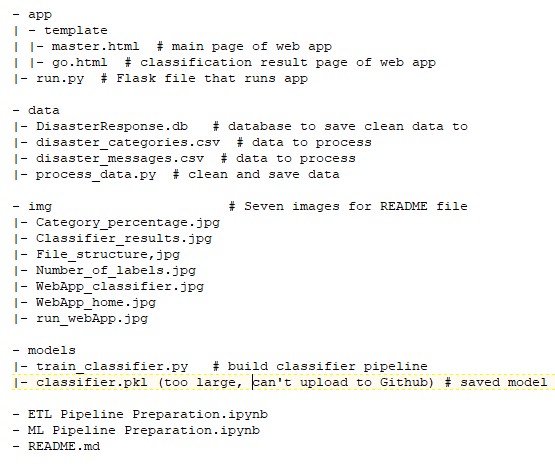 - app
| - template
| |- master.html  # main page of web app
| |- go.html  # classification result page of web app
|- run.py  # Flask file that runs app
- data
|- DisasterResponse.db   # database to save clean data to
|- disaster_categories.csv  # data to process
|- disaster_messages.csv  # data to process
|- process_data.py  # clean and save data
- img                        # Seven images for README file
|- Category_percentage.jpg
|- Classifier_results.jpg
|- File_structure,jpg
|- Number_of_labels.jpg
|- WebApp_classifier.jpg
|- WebApp_home.jpg
|- run_webApp.jpg
- models
|- train_classifier.py   # build classifier pipeline
|- classifier.pkl (too large, can't upload to Github) # saved model
- ETL Pipeline Preparation.ipynb
- ML Pipeline Preparation.ipynb
- README.md